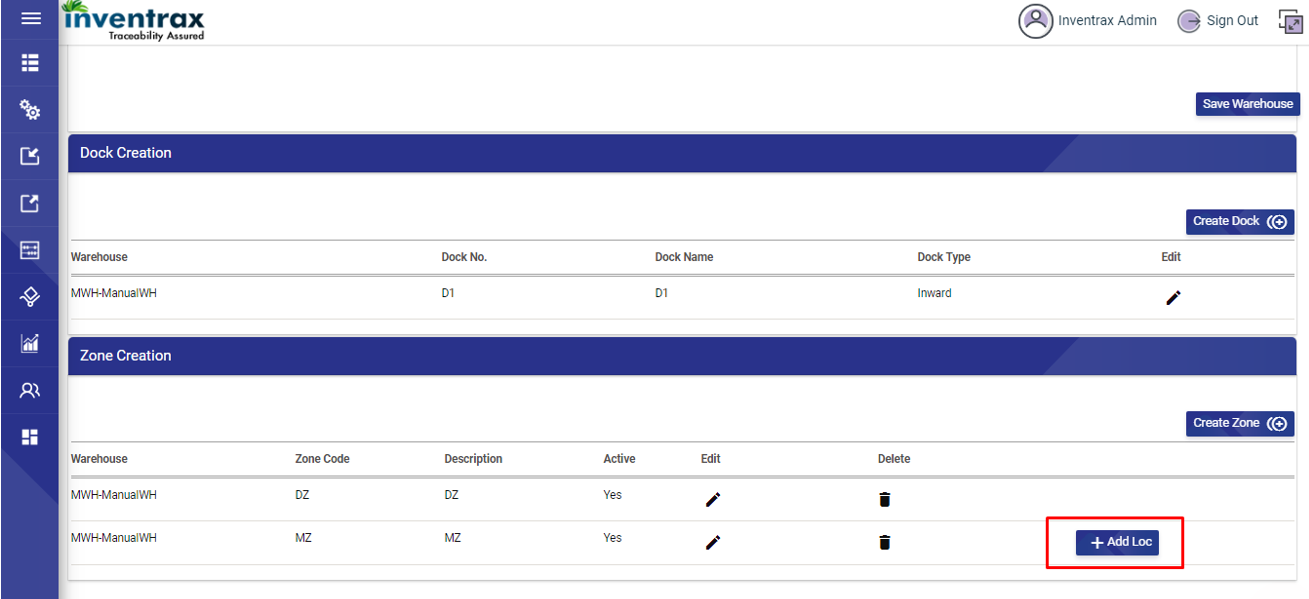 inventrax
Traceability Assured
Inventrax Admin
Sign Out
Save Warehouse
Dock Creation
Create Dock
Warehouse Dock No. Dock Name Dock Type Edit
MWH-ManualWH D1 D1 Inward
Zone Creation
Create Zone
Warehouse Zone Code Description Active Edit Delete
MWH-ManualWH DZ DZ Yes
MWH-ManualWH MZ MZ Yes + Add Loc